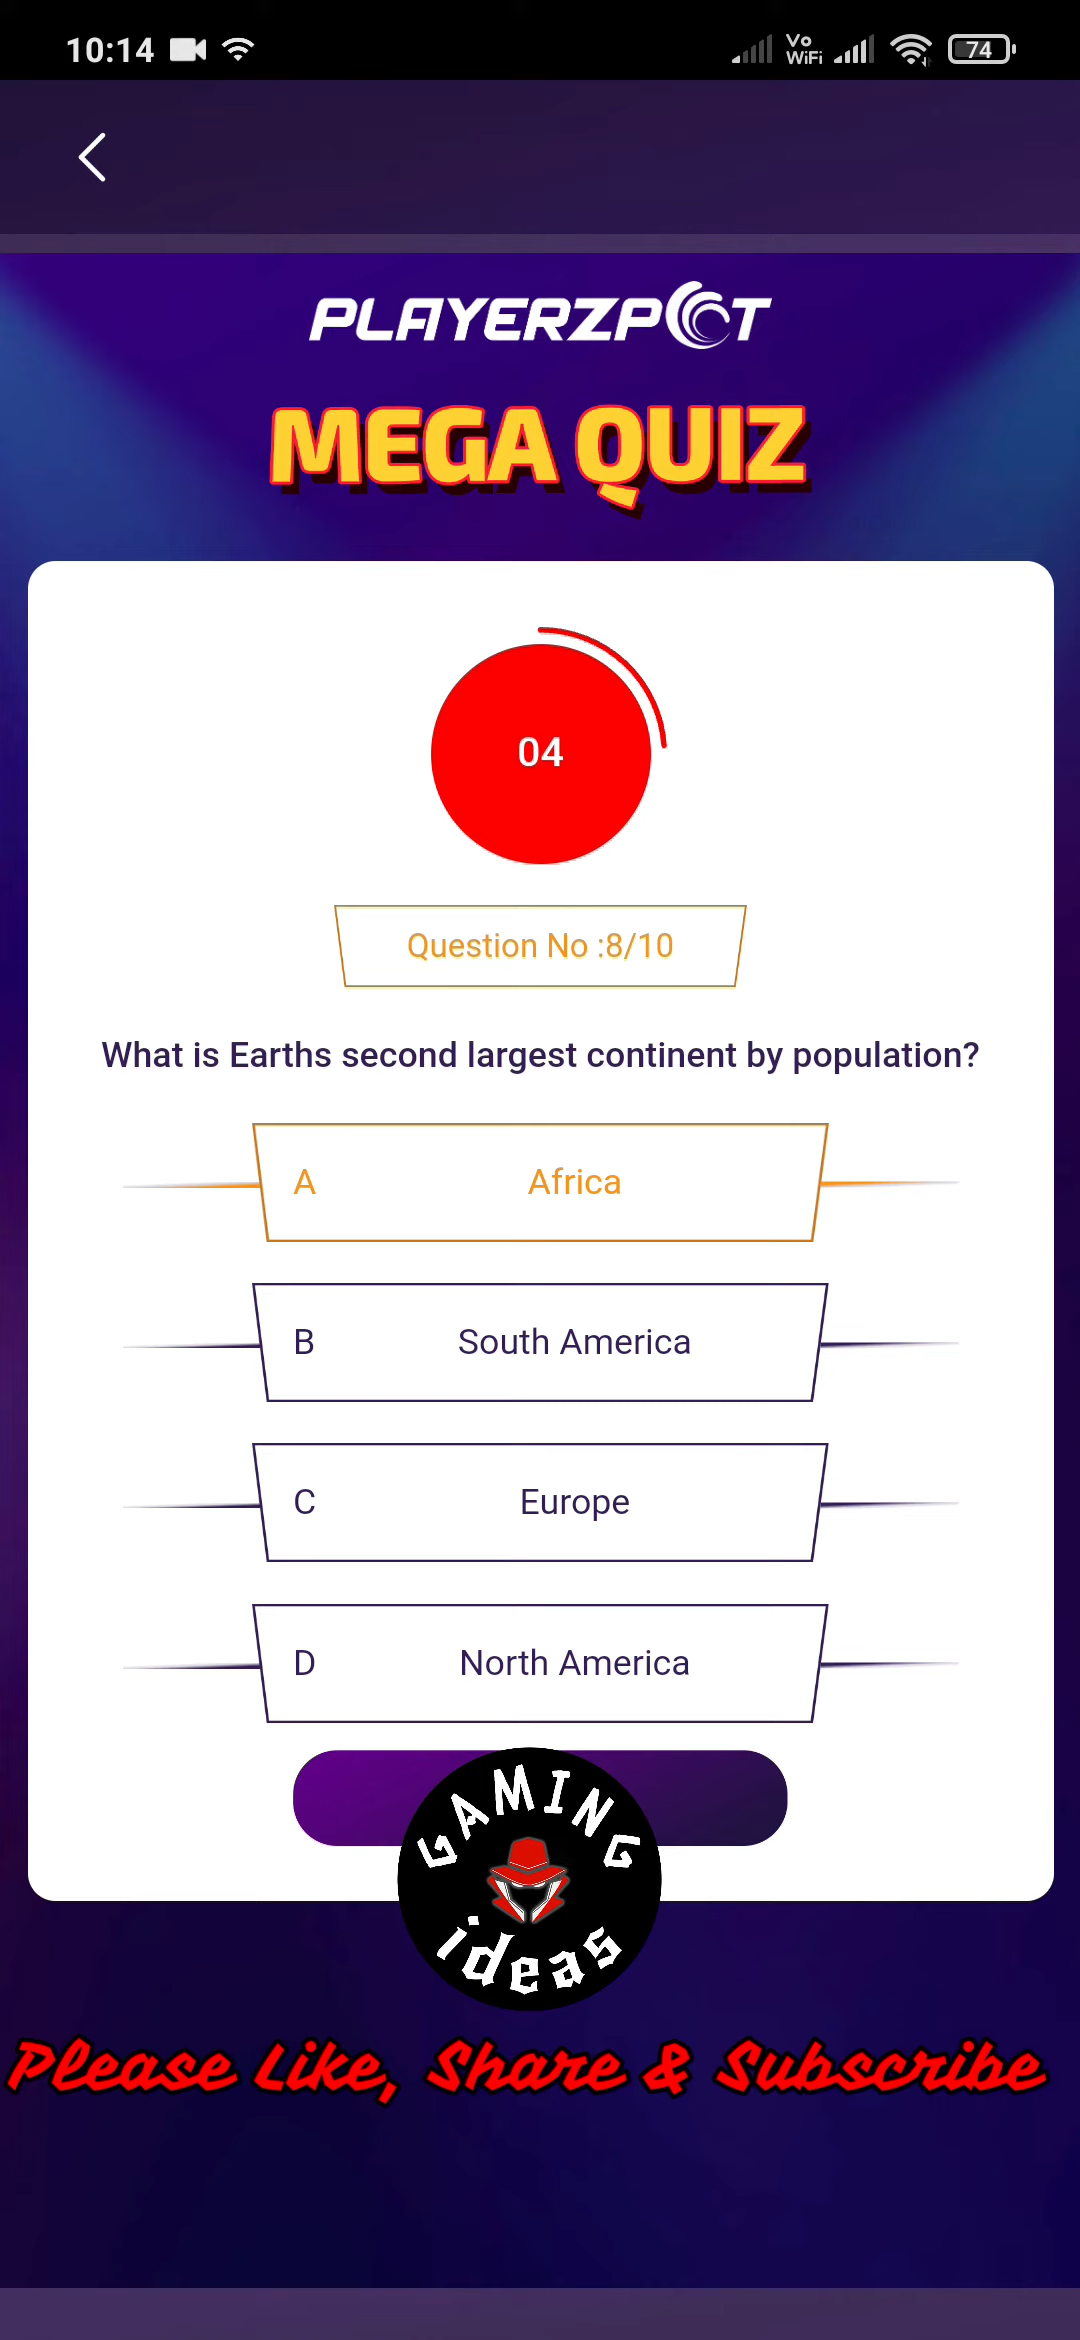 10:14
Vo
WiFi
74
PLAYERZPOT
MEGA QUIZ
04
Question No :8/10
What is Earths second largest continent by population?
A Africa
B South America
C Europe
D North America
GAMING
ideas
Please Like, Share & Subscribe